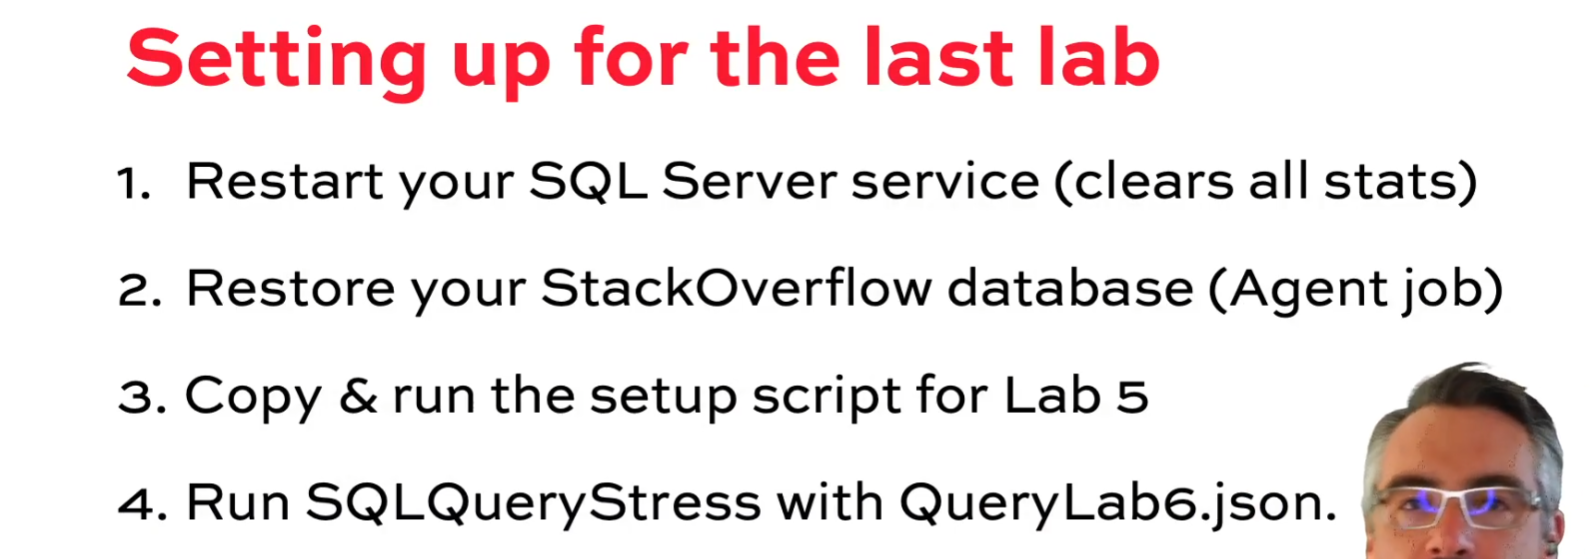 Setting up for the last lab
1. Restart your SQL Server service (clears all stats)
2. Restore your StackOverflow database (Agent job)
3. Copy & run the setup script for Lab 5
4. Run SQLQueryStress with QueryLab6.json.